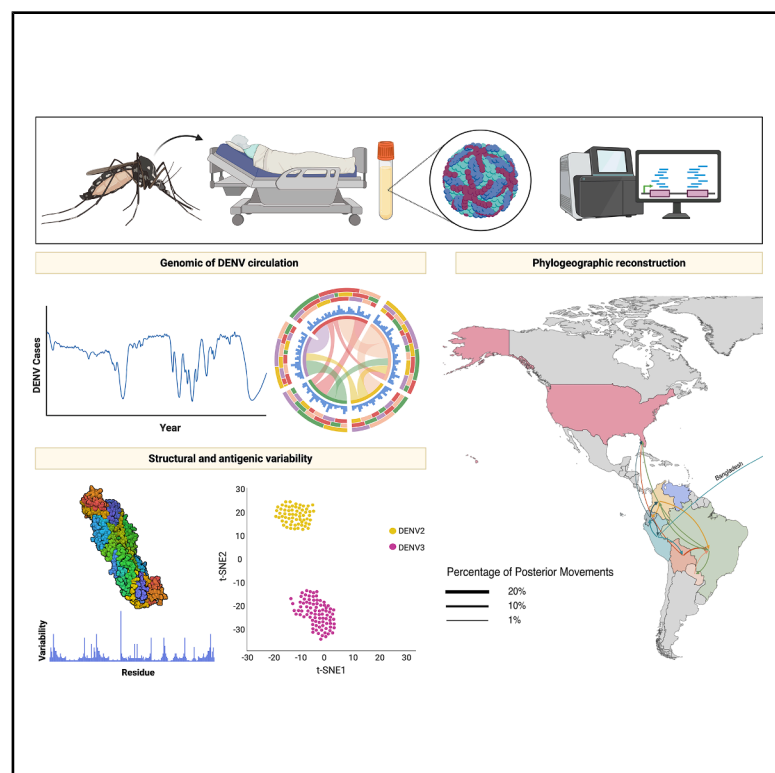 Genomic of DENV circulation
DENV Cases
Year
Structural and antigenic variability
Variability
Residue
30
20
10
0
-10
-20
-30
t-SNE2
-30
-20
-10
0
10
20
30
t-SNE1
DENV2
DENV3
Phylogeographic reconstruction
Bangladesh
Percentage of Posterior Movements
20%
10%
1%